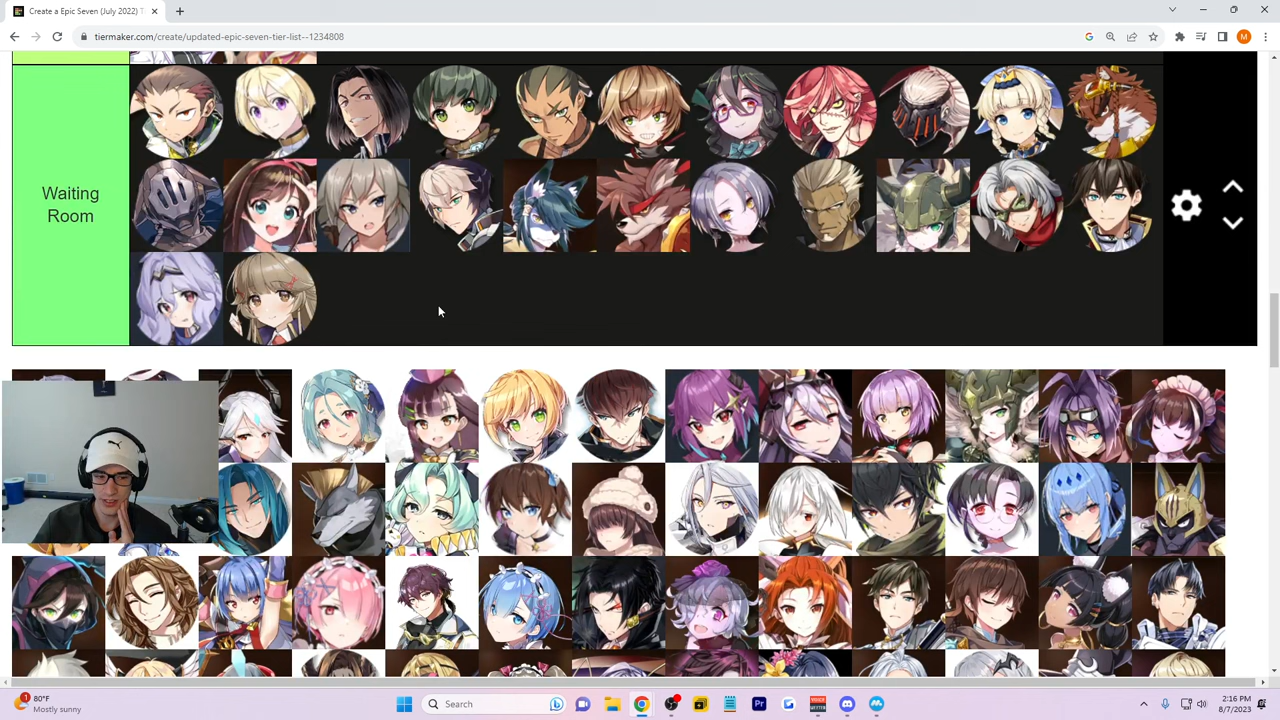 Create a Epic Seven (July 2022) T
tiermaker.com/create/updated-epic-seven-tier-list--1234808
M
Waiting
Room
1
80°F
Mostly sunny
Search
2:16 PM
8/7/2023